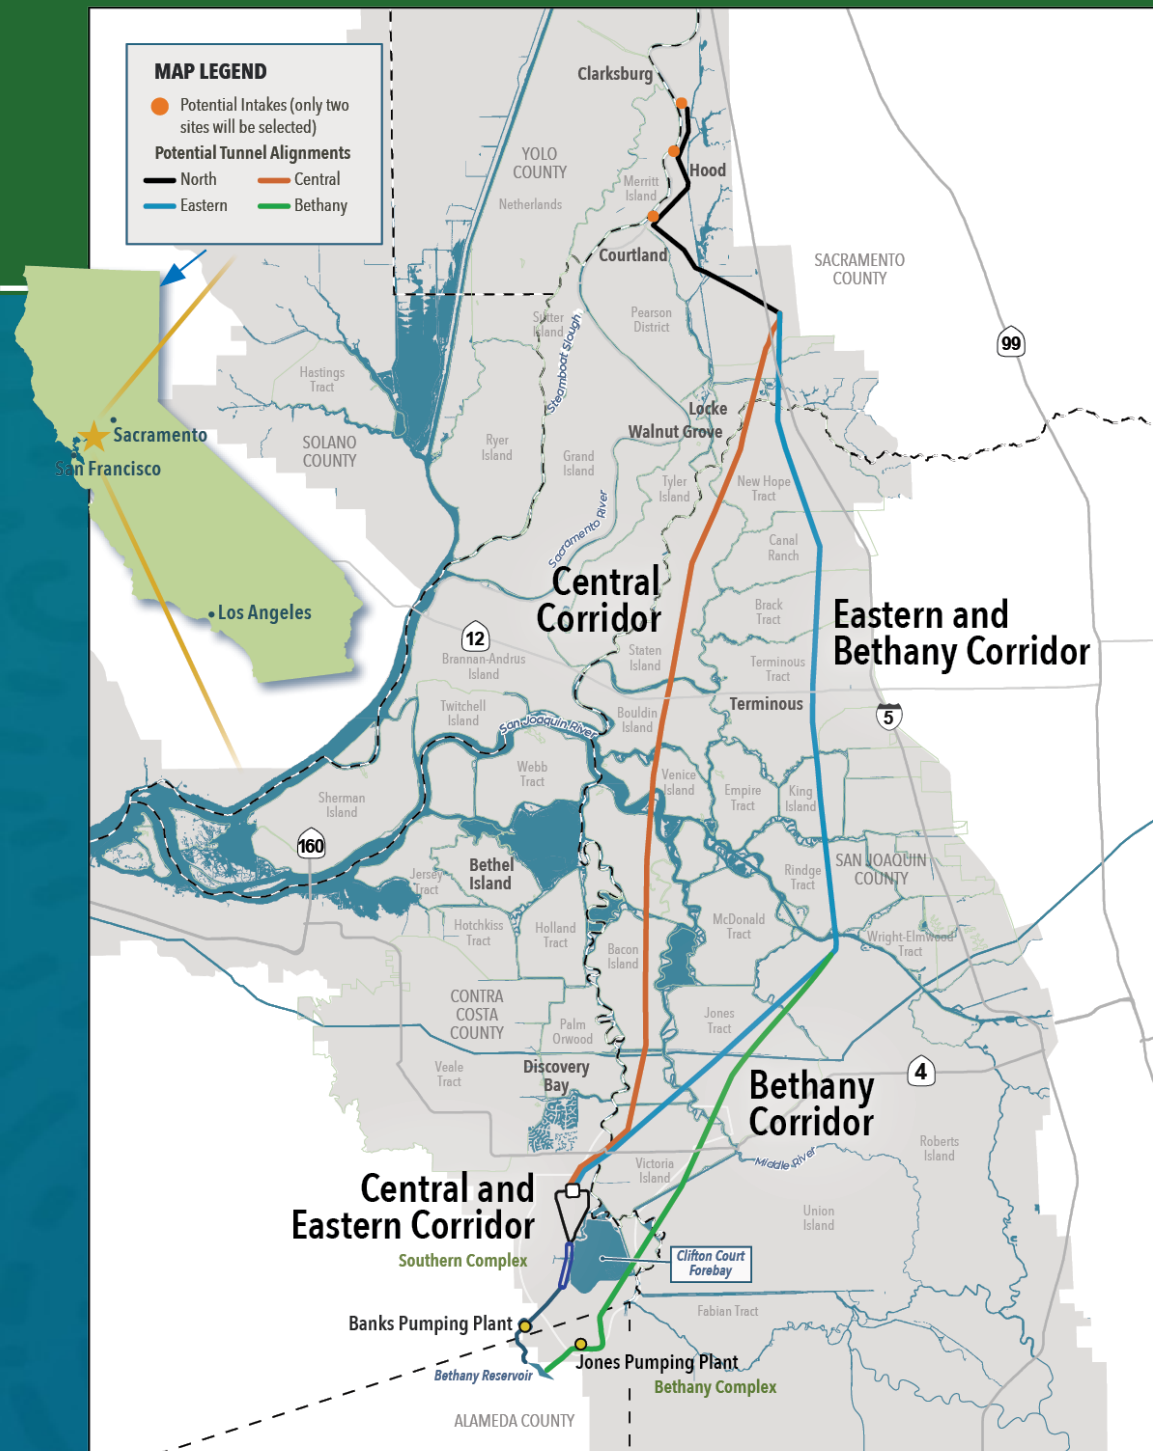 MAP LEGEND
Potential Intakes (only two
sites will be selected)
Potential Tunnel Alignments
North
Central
Eastern
Bethany
Sacramento
San Francisco
Los Angeles
Clarksburg
YOLO
COUNTY
Netherlands
Merritt
Island
Hood
Courtland
SACRAMENTO
COUNTY
Sutter
Island
Pearson
District
Steamboat Slough
99
Hastings
Tract
SOLANO
COUNTY
Ryer
Island
Grand
Island
Locke
Walnut Grove
Tyler
Island
New Hope
Tract
Sacramento River
Canal
Ranch
Central
Corridor
Brack
Tract
Eastern and
Bethany Corridor
12
Brannan-Andrus
Island
Staten
Island
Terminous
Tract
Terminous
Twitchell
Island
San Joaquin River
Bouldin
Island
5
Webb
Tract
Venice
Island
Empire
Tract
King
Island
Sherman
Island
160
Jersey
Tract
Bethel
Island
Rindge
Tract
SAN JOAQUIN
COUNTY
Hotchkiss
Tract
Holland
Tract
Bacon
Island
McDonald
Tract
Wright-Elmwood
Tract
CONTRA
COSTA
COUNTY
Palm
Orwood
Jones
Tract
Veale
Tract
Discovery
Bay
Bethany
Corridor
4
Middle River
Roberts
Island
Victoria
Island
Union
Island
Central and
Eastern Corridor
Southern Complex
Clifton Court
Forebay
Fabian Tract
Banks Pumping Plant
Jones Pumping Plant
Bethany Reservoir
Bethany Complex
ALAMEDA COUNTY